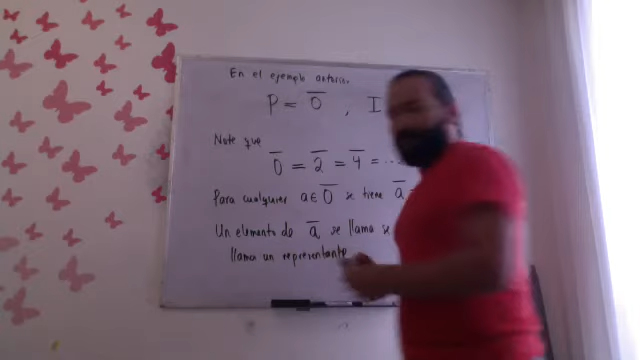 En el ejemplo anterior
P = 0̅ , I
Note que
0̅ = 2̅ = 4̅ = ...
Para cualquier a ∈ 0̅ se tiene a̅ =
Un elemento de a̅ se llama se
llama un representante